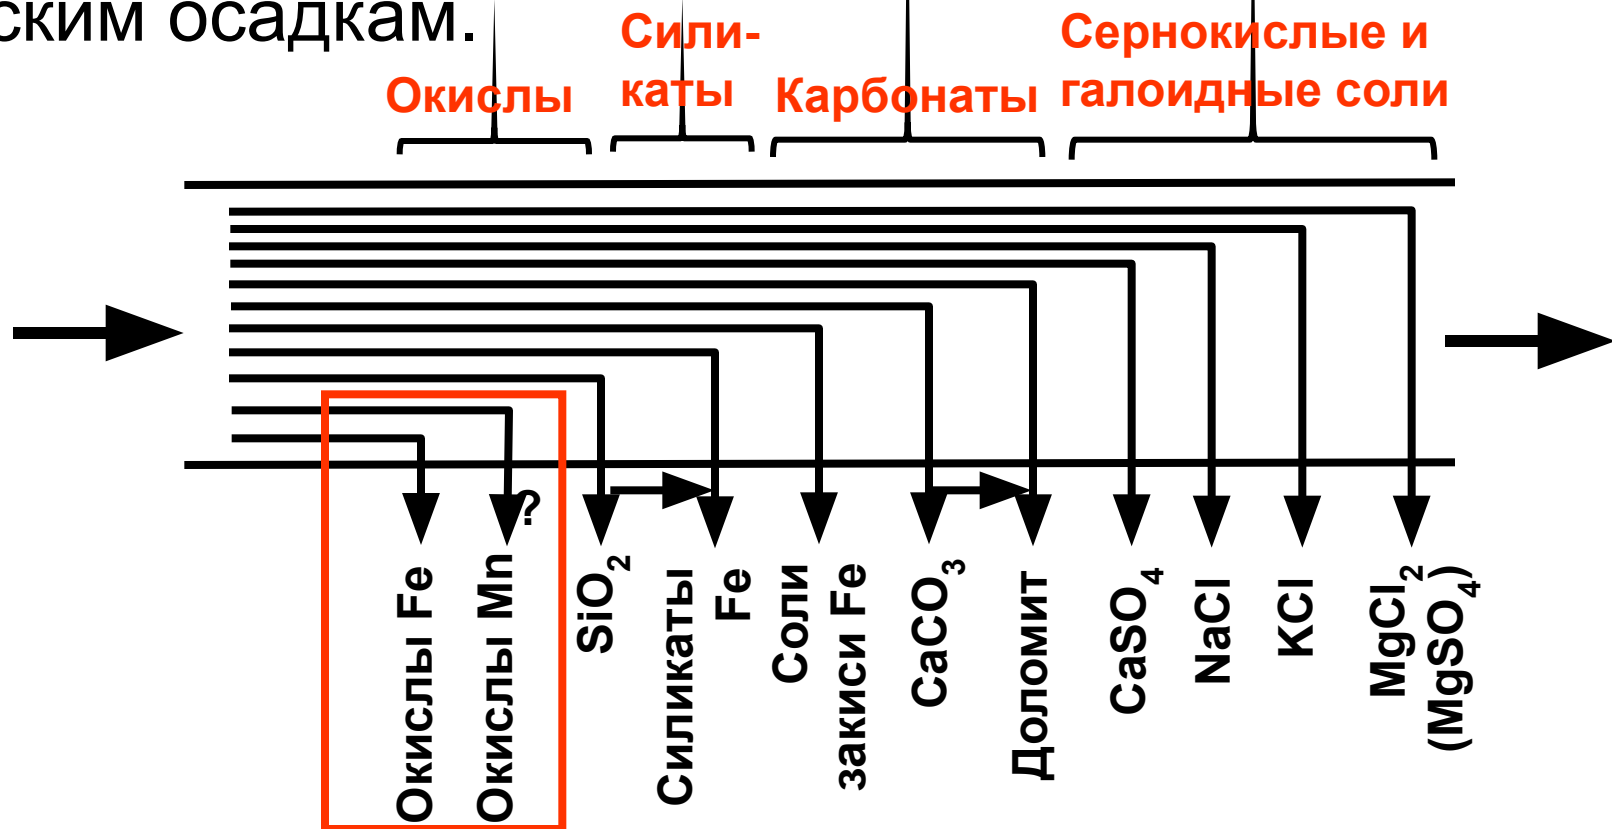 ским осадкам.
Окислы
Сили-
каты
Карбонаты
Сернокислые и
галоидные соли
?
Окислы Fe
Окислы Mn
SiO₂
Силикаты
Fe
Соли
закиси Fe
CaCO₃
Доломит
CaSO₄
NaCl
KCl
MgCl₂
(MgSO₄)